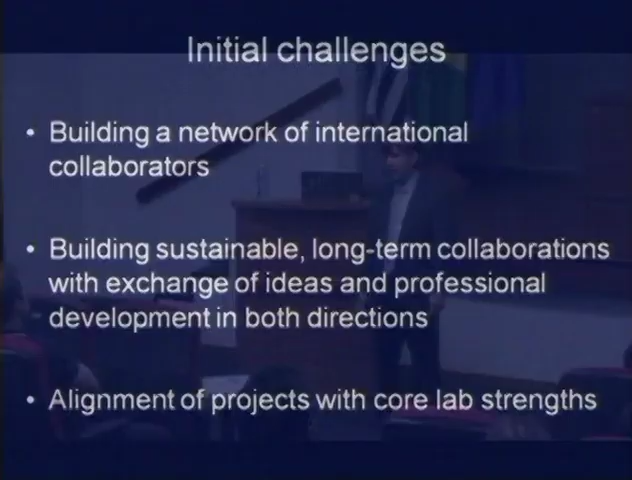 Initial challenges
• Building a network of international
collaborators
• Building sustainable, long-term collaborations
with exchange of ideas and professional
development in both directions
• Alignment of projects with core lab strengths